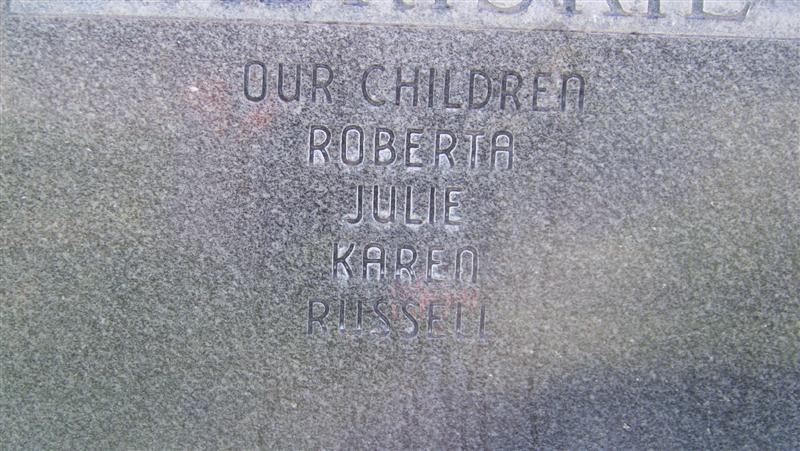 OUR CHILDREN
ROBERTA
JULIE
KAREN
RUSSELL